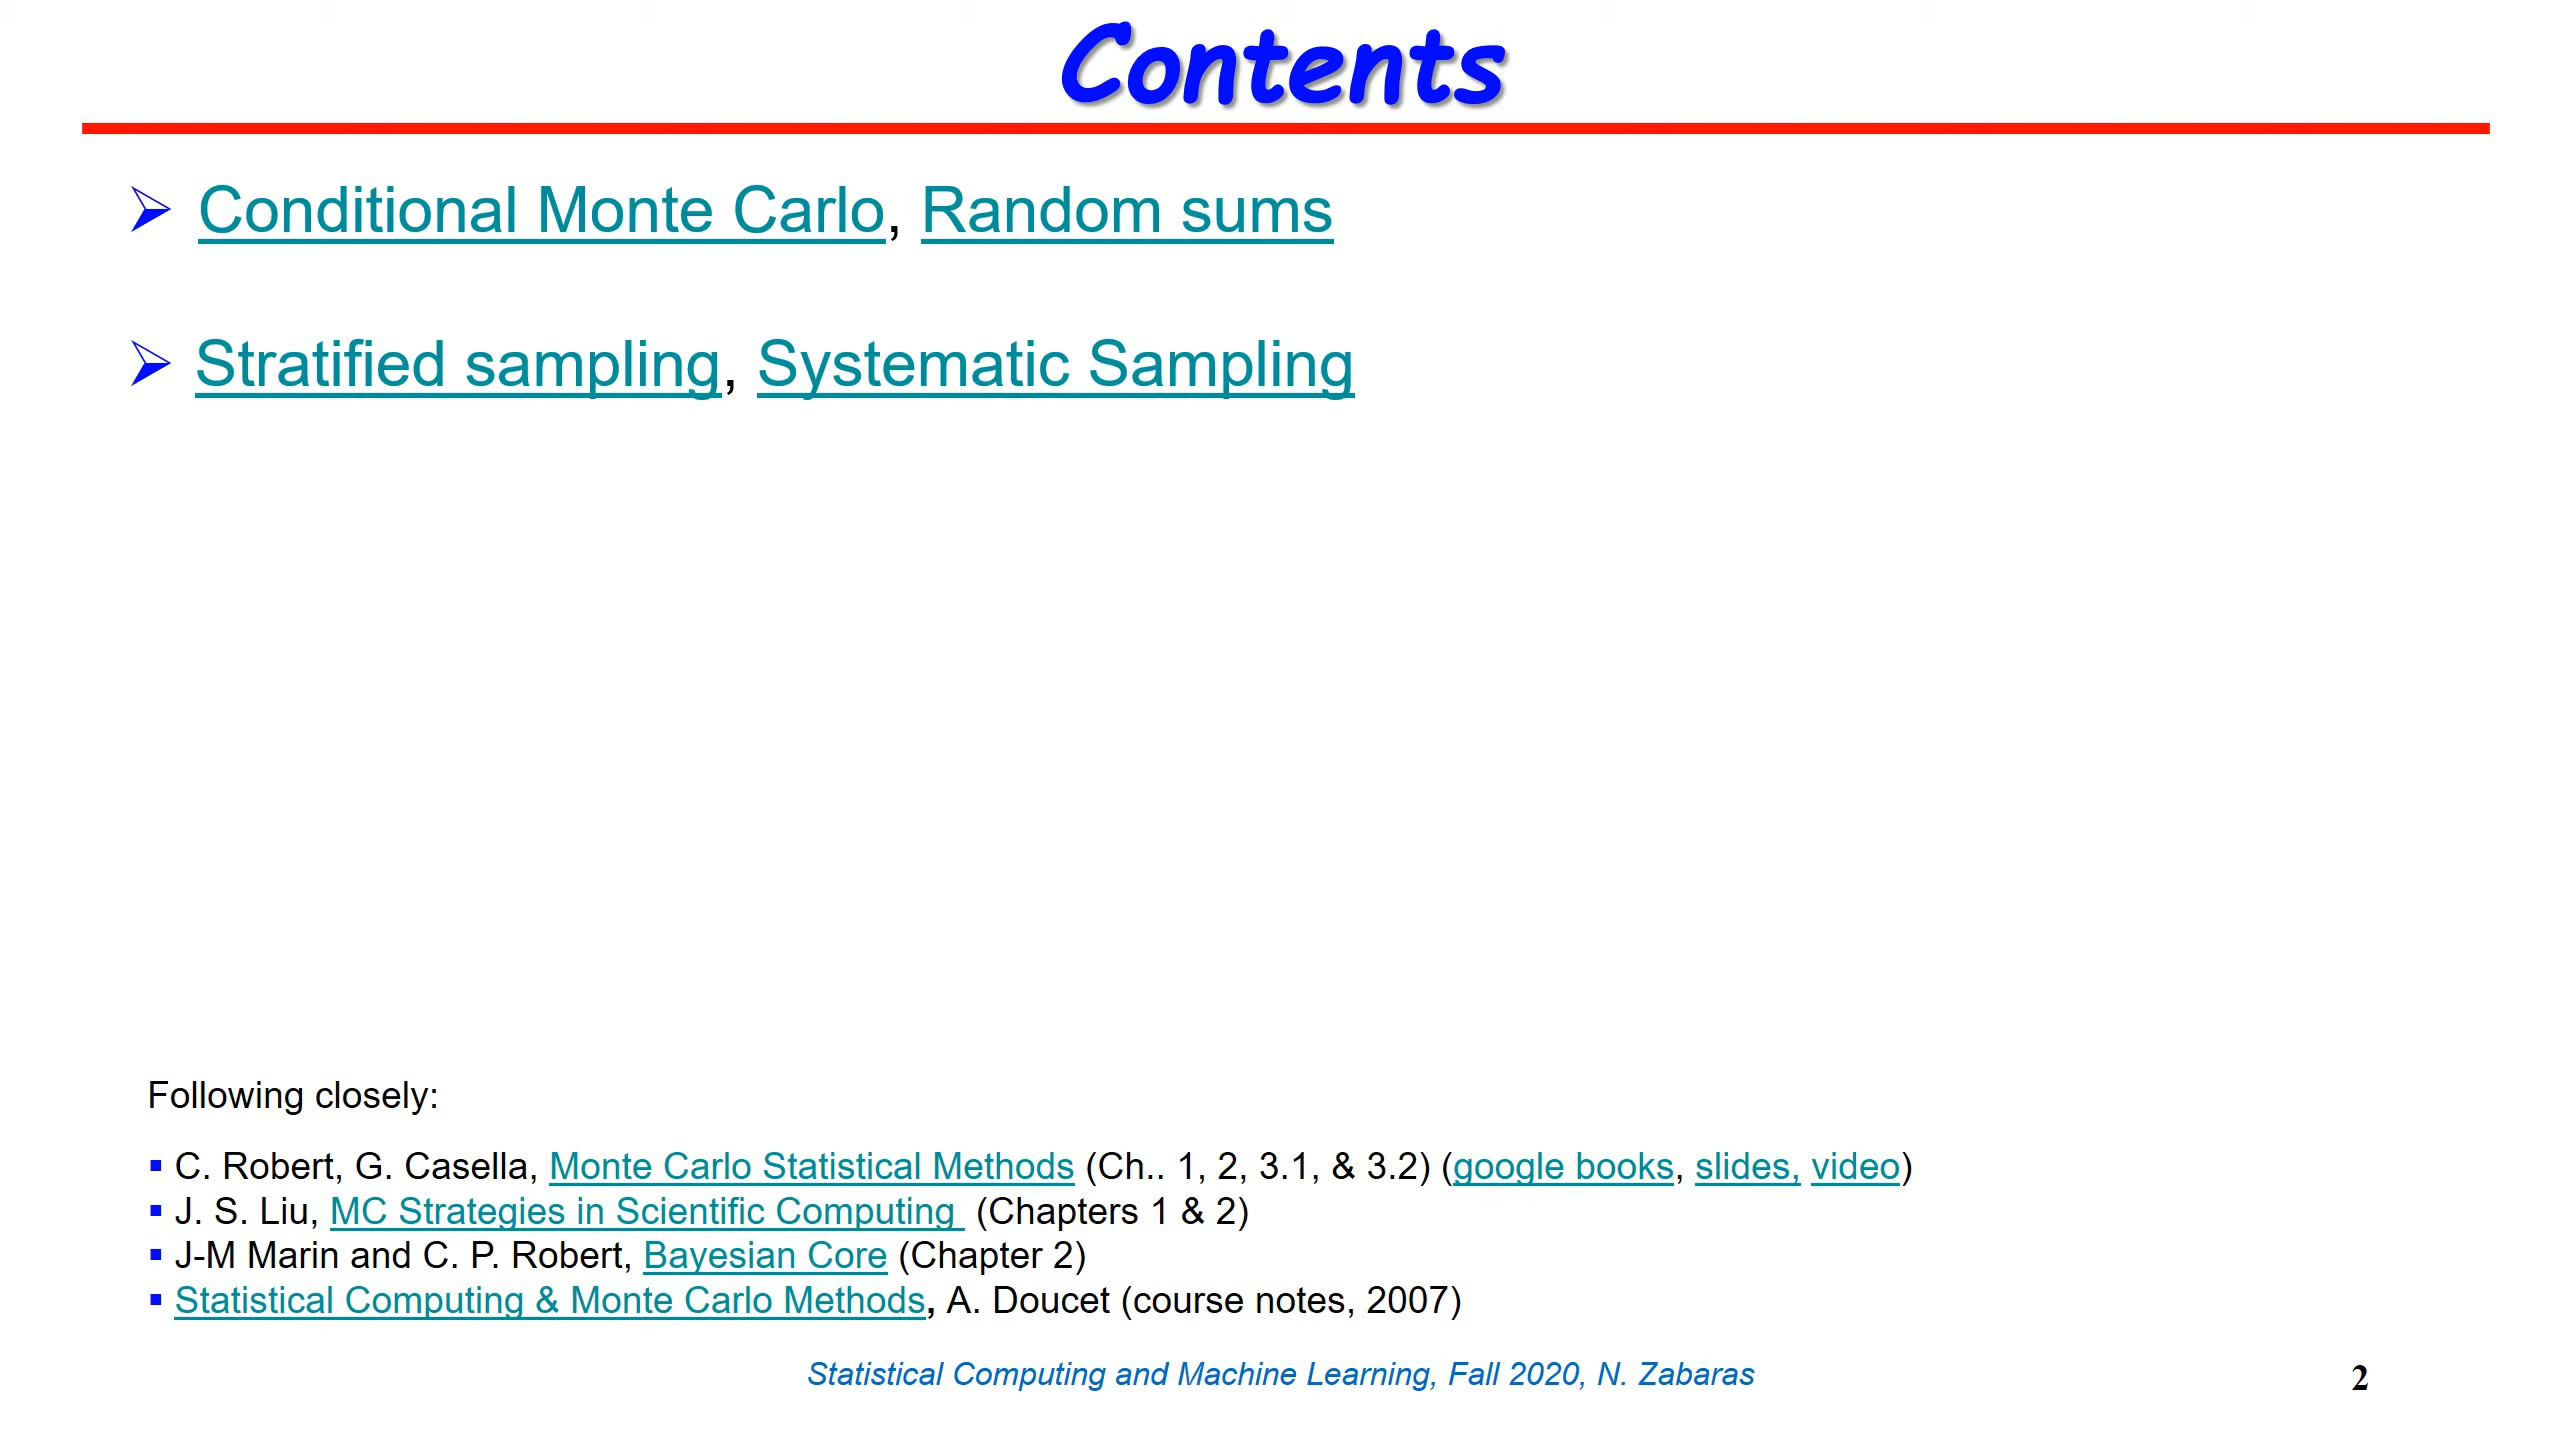 Contents
➢ Conditional Monte Carlo, Random sums
➢ Stratified sampling, Systematic Sampling
Following closely:
▪ C. Robert, G. Casella, Monte Carlo Statistical Methods (Ch.. 1, 2, 3.1, & 3.2) (google books, slides, video)
▪ J. S. Liu, MC Strategies in Scientific Computing (Chapters 1 & 2)
▪ J-M Marin and C. P. Robert, Bayesian Core (Chapter 2)
▪ Statistical Computing & Monte Carlo Methods, A. Doucet (course notes, 2007)
Statistical Computing and Machine Learning, Fall 2020, N. Zabaras
2